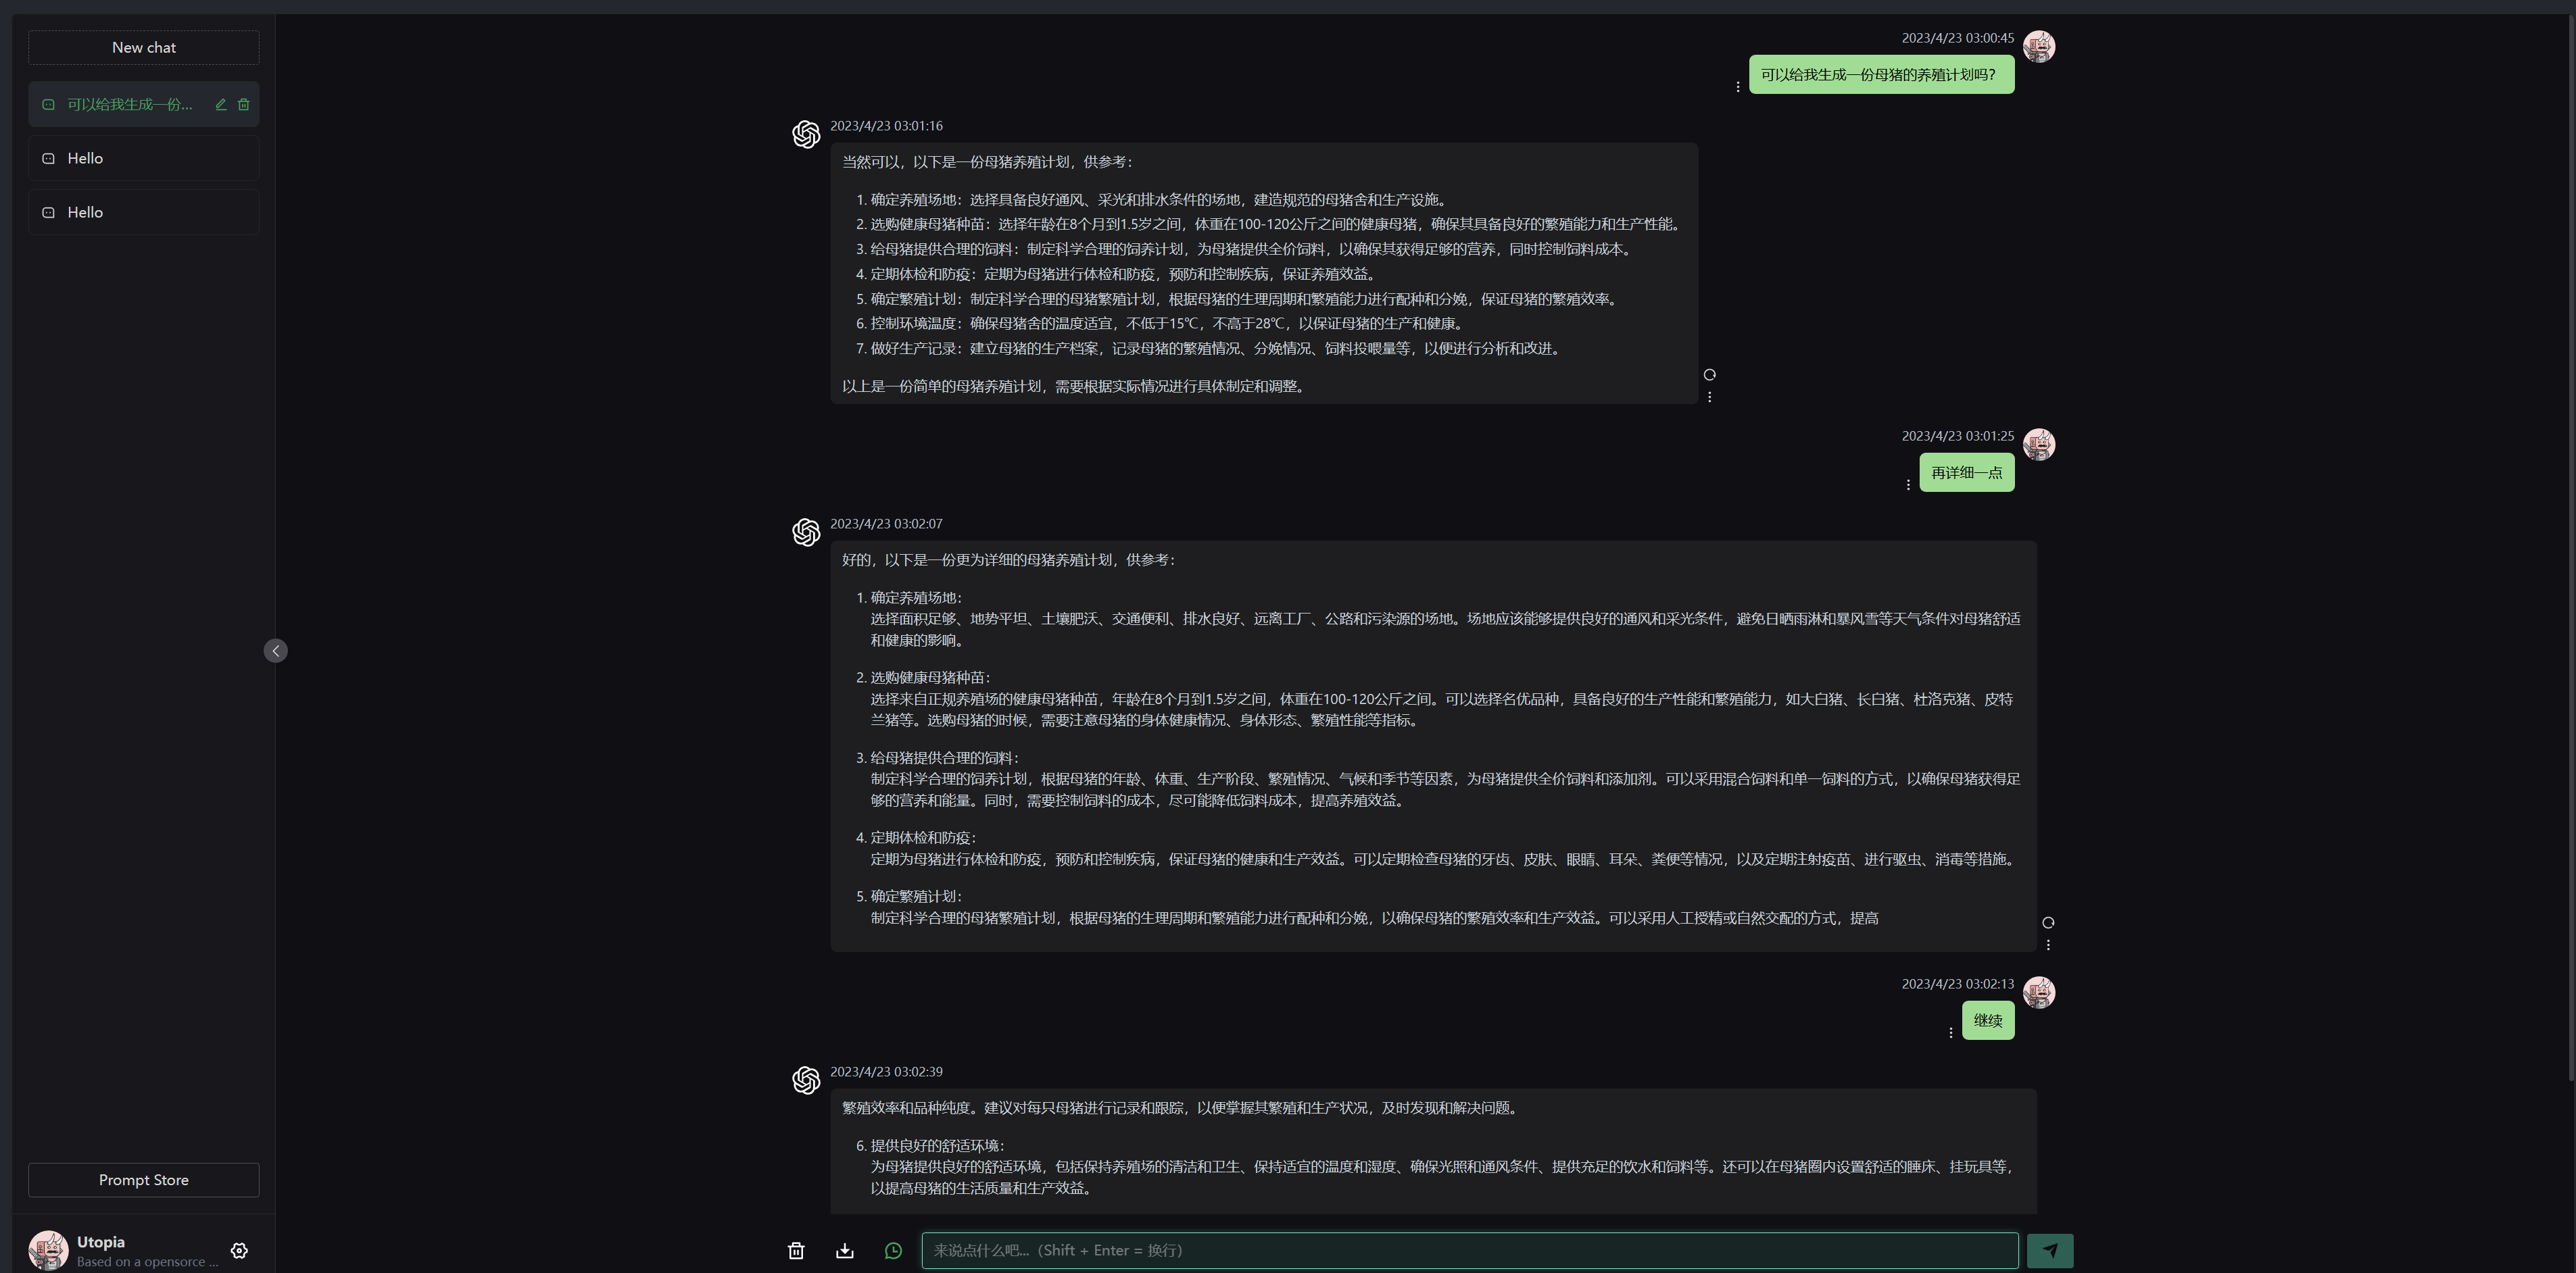 New chat
可以给我生成一份...
Hello
Hello
Prompt Store
Utopia
Based on a opensorce ...
2023/4/23 03:00:45
可以给我生成一份母猪的养殖计划吗？
2023/4/23 03:01:16
当然可以，以下是一份母猪养殖计划，供参考：
1. 确定养殖场地：选择具备良好通风、采光和排水条件的场地，建造规范的母猪舍和生产设施。
2. 选购健康母猪种苗：选择年龄在8个月到1.5岁之间，体重在100-120公斤之间的健康母猪，确保其具备良好的繁殖能力和生产性能。
3. 给母猪提供合理的饲料：制定科学合理的饲养计划，为母猪提供全价饲料，以确保其获得足够的营养，同时控制饲料成本。
4. 定期体检和防疫：定期为母猪进行体检和防疫，预防和控制疾病，保证养殖效益。
5. 确定繁殖计划：制定科学合理的母猪繁殖计划，根据母猪的生理周期和繁殖能力进行配种和分娩，保证母猪的繁殖效率。
6. 控制环境温度：确保母猪舍的温度适宜，不低于15℃，不高于28℃，以保证母猪的生产和健康。
7. 做好生产记录：建立母猪的生产档案，记录母猪的繁殖情况、分娩情况、饲料投喂量等，以便进行分析和改进。
以上是一份简单的母猪养殖计划，需要根据实际情况进行具体制定和调整。
2023/4/23 03:01:25
再详细一点
2023/4/23 03:02:07
好的，以下是一份更为详细的母猪养殖计划，供参考：
1. 确定养殖场地：
选择面积足够、地势平坦、土壤肥沃、交通便利、排水良好、远离工厂、公路和污染源的场地。场地应该能够提供良好的通风和采光条件，避免日晒雨淋和暴风雪等天气条件对母猪舒适
和健康的影响。
2. 选购健康母猪种苗：
选择来自正规养殖场的健康母猪种苗，年龄在8个月到1.5岁之间，体重在100-120公斤之间。可以选择名优品种，具备良好的生产性能和繁殖能力，如大白猪、长白猪、杜洛克猪、皮特
兰猪等。选购母猪的时候，需要注意母猪的身体健康情况、身体形态、繁殖性能等指标。
3. 给母猪提供合理的饲料：
制定科学合理的饲养计划，根据母猪的年龄、体重、生产阶段、繁殖情况、气候和季节等因素，为母猪提供全价饲料和添加剂。可以采用混合饲料和单一饲料的方式，以确保母猪获得足
够的营养和能量。同时，需要控制饲料的成本，尽可能降低饲料成本，提高养殖效益。
4. 定期体检和防疫：
定期为母猪进行体检和防疫，预防和控制疾病，保证母猪的健康和生产效益。可以定期检查母猪的牙齿、皮肤、眼睛、耳朵、粪便等情况，以及定期注射疫苗、进行驱虫、消毒等措施。
5. 确定繁殖计划：
制定科学合理的母猪繁殖计划，根据母猪的生理周期和繁殖能力进行配种和分娩，以确保母猪的繁殖效率和生产效益。可以采用人工授精或自然交配的方式，提高
2023/4/23 03:02:13
继续
2023/4/23 03:02:39
繁殖效率和品种纯度。建议对每只母猪进行记录和跟踪，以便掌握其繁殖和生产状况，及时发现和解决问题。
6. 提供良好的舒适环境：
为母猪提供良好的舒适环境，包括保持养殖场的清洁和卫生、保持适宜的温度和湿度、确保光照和通风条件、提供充足的饮水和饲料等。还可以在母猪圈内设置舒适的睡床、挂玩具等，
以提高母猪的生活质量和生产效益。
来说点什么吧...（Shift + Enter = 换行）